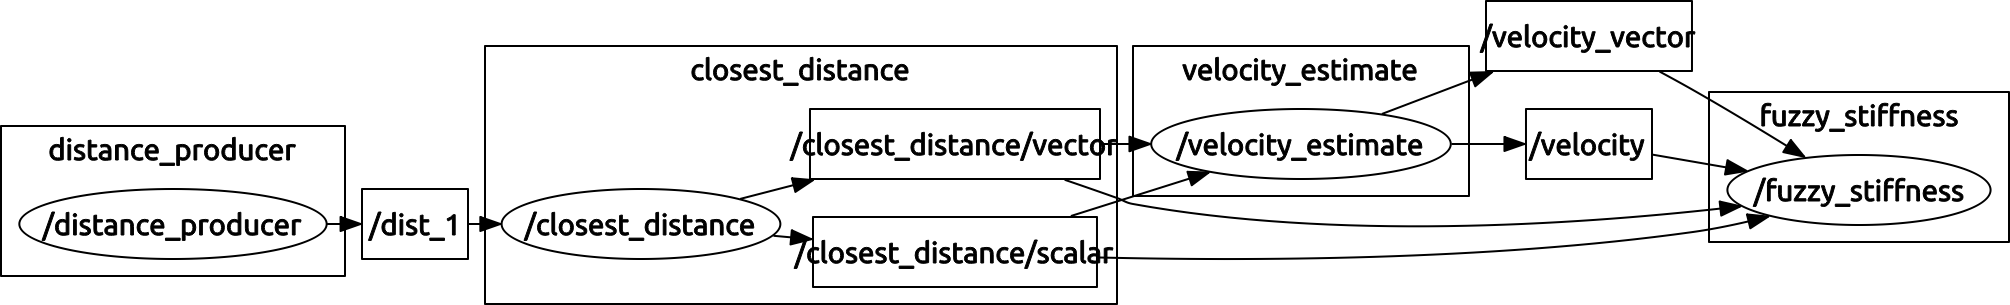 distance_producer
/distance_producer
/dist_1
closest_distance
/closest_distance
/closest_distance/vector
/closest_distance/scalar
velocity_estimate
/velocity_estimate
/velocity_vector
/velocity
fuzzy_stiffness
/fuzzy_stiffness